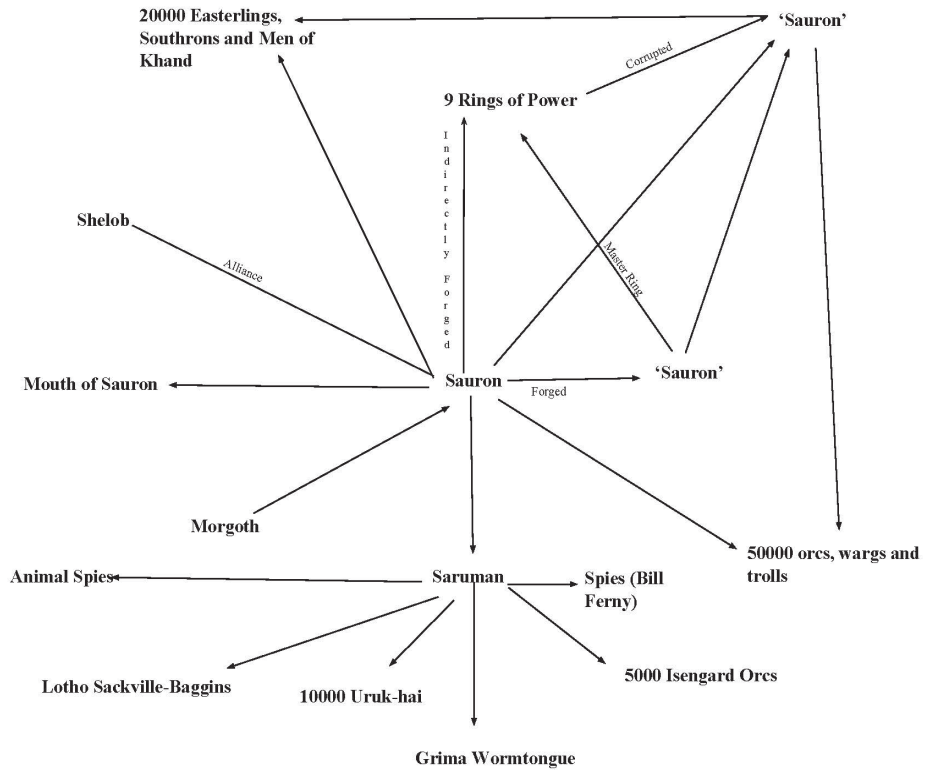 20000 Easterlings,
Southrons and Men of
Khand
‘Sauron’
Corrupted
9 Rings of Power
Indirectly Forged
Shelob
Alliance
Master Ring
Mouth of Sauron
Sauron
Forged
‘Sauron’
Morgoth
50000 orcs, wargs and
trolls
Animal Spies
Saruman
Spies (Bill
Ferny)
Lotho Sackville-Baggins
10000 Uruk-hai
5000 Isengard Orcs
Grima Wormtongue